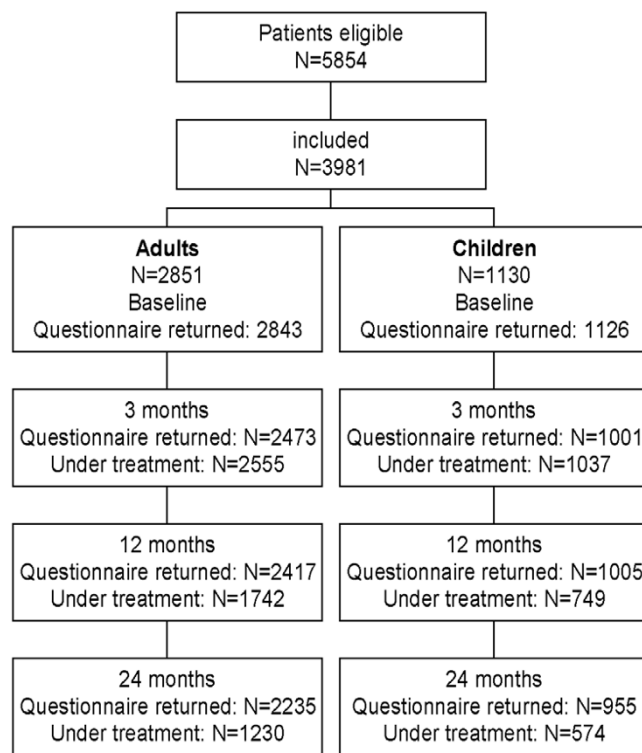 Patients eligible
N=5854
included
N=3981
Adults
N=2851
Baseline
Questionnaire returned: 2843
Children
N=1130
Baseline
Questionnaire returned: 1126
3 months
Questionnaire returned: N=2473
Under treatment: N=2555
3 months
Questionnaire returned: N=1001
Under treatment: N=1037
12 months
Questionnaire returned: N=2417
Under treatment: N=1742
12 months
Questionnaire returned: N=1005
Under treatment: N=749
24 months
Questionnaire returned: N=2235
Under treatment: N=1230
24 months
Questionnaire returned: N=955
Under treatment: N=574